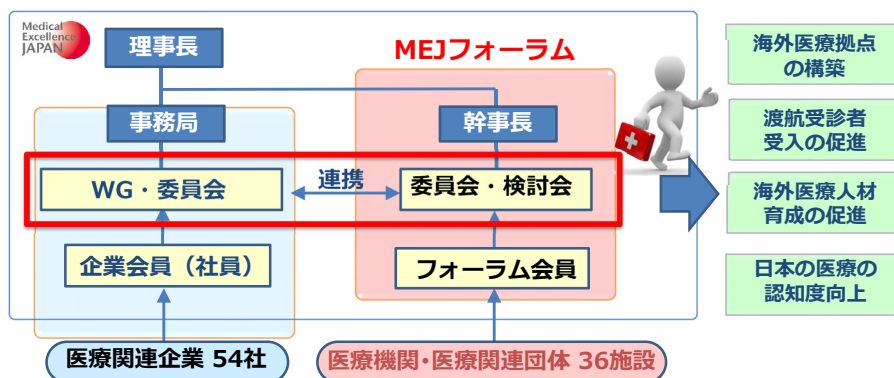 Medical
Excellence
JAPAN
理事長
MEJフォーラム
事務局
幹事長
WG・委員会
連携
委員会・検討会
企業会員（社員）
フォーラム会員
医療関連企業 54社
医療機関・医療関連団体 36施設
海外医療拠点
の構築
渡航受診者
受入の促進
海外医療人材
育成の促進
日本の医療の
認知度向上